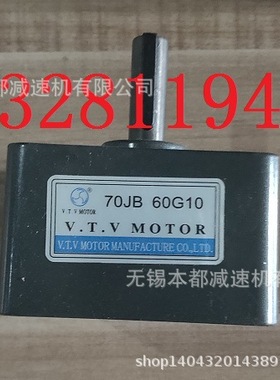 本都减速机有限公司
3281194
V.T.V MOTOR
70JB 60G10
V.T.V MOTOR
V.T.V MOTOR MANUFACTURE CO.,LTD.
无锡本都减速机
shop140432014389